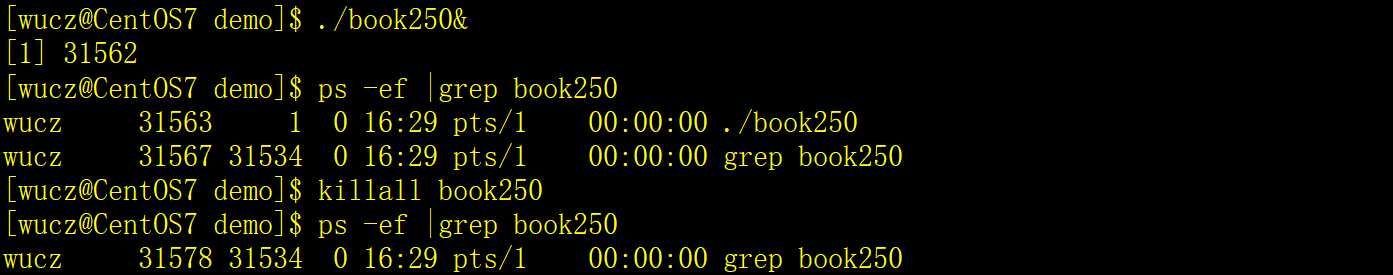 [wucz@CentOS7 demo]$ ./book250&
[1] 31562
[wucz@CentOS7 demo]$ ps -ef |grep book250
wucz     31563     1  0 16:29 pts/1    00:00:00 ./book250
wucz     31567 31534  0 16:29 pts/1    00:00:00 grep book250
[wucz@CentOS7 demo]$ killall book250
[wucz@CentOS7 demo]$ ps -ef |grep book250
wucz     31578 31534  0 16:29 pts/1    00:00:00 grep book250